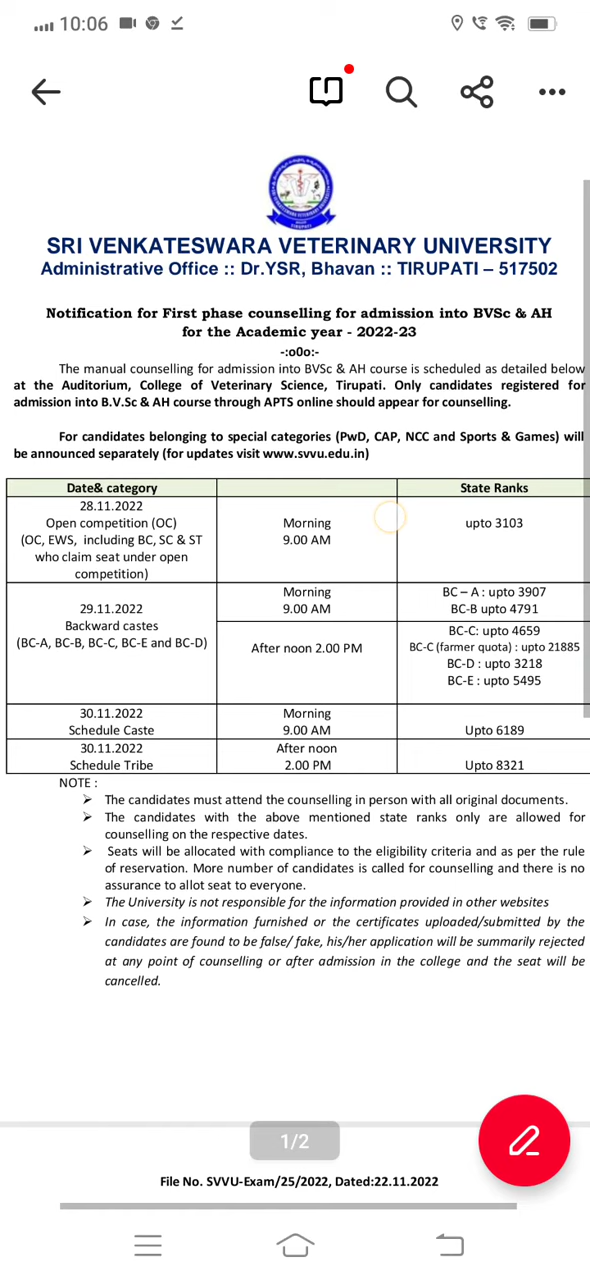 10:06
SRI VENKATESWARA VETERINARY UNIVERSITY
Administrative Office :: Dr.YSR, Bhavan :: TIRUPATI – 517502
Notification for First phase counselling for admission into BVSc & AH
for the Academic year - 2022-23
-:o0o:-
The manual counselling for admission into BVSc & AH course is scheduled as detailed below
at the Auditorium, College of Veterinary Science, Tirupati. Only candidates registered for
admission into B.V.Sc & AH course through APTS online should appear for counselling.
For candidates belonging to special categories (PwD, CAP, NCC and Sports & Games) will
be announced separately (for updates visit www.svvu.edu.in)
Date& category State Ranks
28.11.2022
Open competition (OC) Morning upto 3103
(OC, EWS, including BC, SC & ST 9.00 AM
who claim seat under open
competition)
Morning BC – A : upto 3907
29.11.2022 9.00 AM BC-B upto 4791
Backward castes BC-C: upto 4659
(BC-A, BC-B, BC-C, BC-E and BC-D) After noon 2.00 PM BC-C (farmer quota) : upto 21885
BC-D : upto 3218
BC-E : upto 5495
30.11.2022 Morning
Schedule Caste 9.00 AM Upto 6189
30.11.2022 After noon
Schedule Tribe 2.00 PM Upto 8321
NOTE :
➢ The candidates must attend the counselling in person with all original documents.
➢ The candidates with the above mentioned state ranks only are allowed for
counselling on the respective dates.
➢ Seats will be allocated with compliance to the eligibility criteria and as per the rule
of reservation. More number of candidates is called for counselling and there is no
assurance to allot seat to everyone.
➢ The University is not responsible for the information provided in other websites
➢ In case, the information furnished or the certificates uploaded/submitted by the
candidates are found to be false/ fake, his/her application will be summarily rejected
at any point of counselling or after admission in the college and the seat will be
cancelled.
1/2
File No. SVVU-Exam/25/2022, Dated:22.11.2022